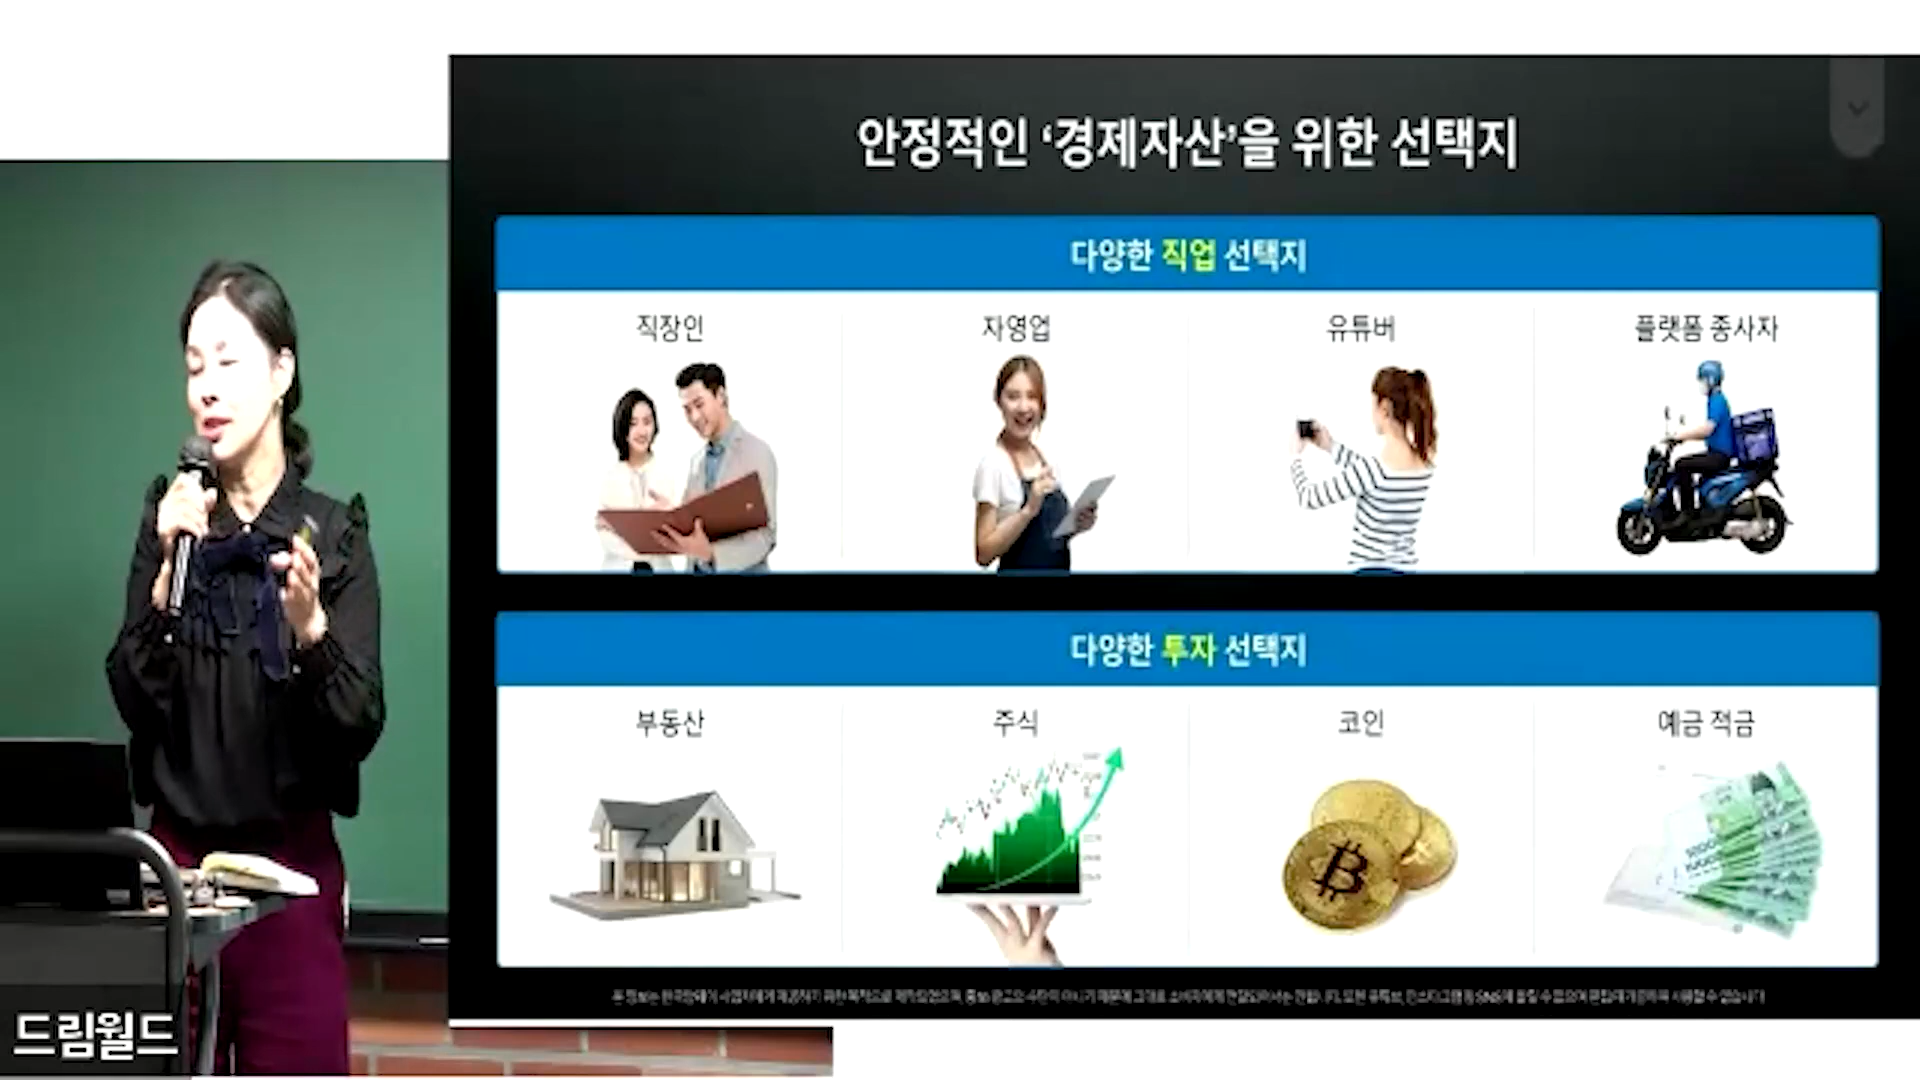 안정적인 ‘경제자산’을 위한 선택지
다양한 직업 선택지
직장인
자영업
유튜버
플랫폼 종사자
다양한 투자 선택지
부동산
주식
코인
예금 적금
드림월드